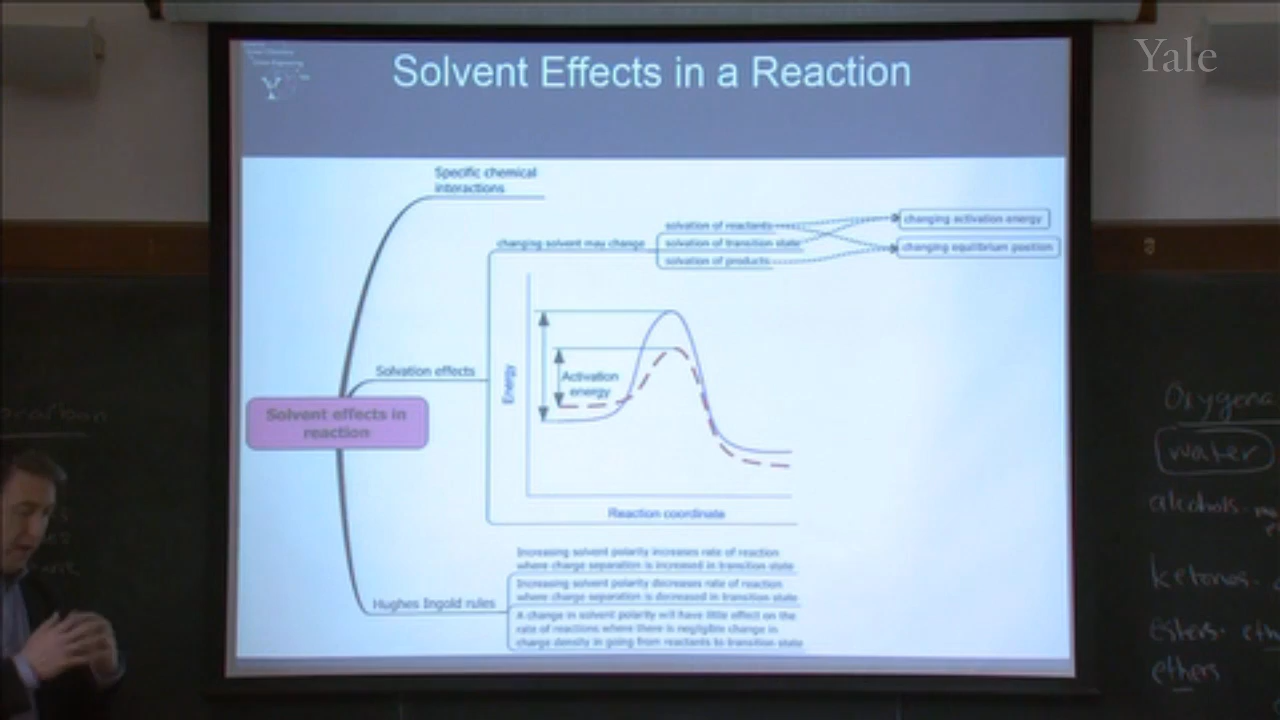 Yale
Solvent Effects in a Reaction
Specific chemical
interactions
changing solvent may change
solvation of reactants
solvation of transition state
solvation of products
changing activation energy
changing equilibrium position
Solvation effects
Energy
Activation
energy
Reaction coordinate
Solvent effects in
reaction
Hughes Ingold rules
Increasing solvent polarity increases rate of reaction
where charge separation is increased in transition state
Increasing solvent polarity decreases rate of reaction
where charge separation is decreased in transition state
A change in solvent polarity will have little effect on the
rate of reactions where there is negligible change in
charge density in going from reactants to transition state
Oxygena
water
alcohols-
ketones-
esters- eth
ethers